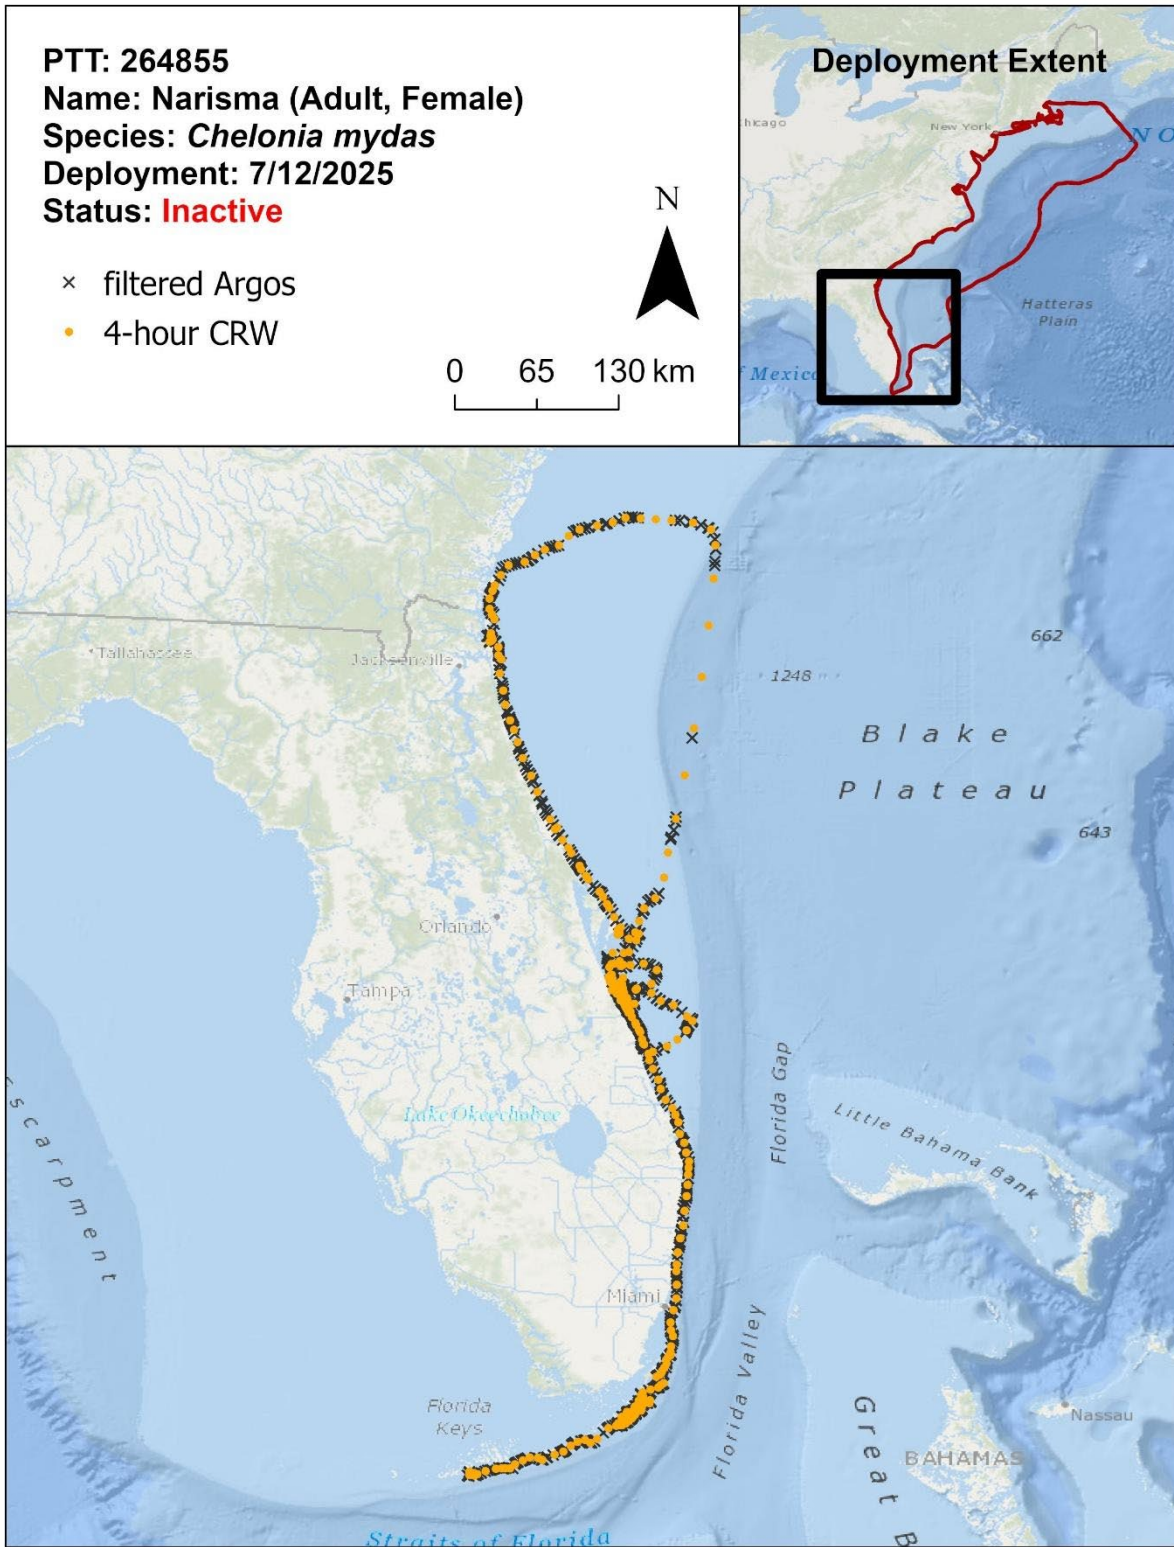 PTT: 264855
Name: Narisma (Adult, Female)
Species: Chelonia mydas
Deployment: 7/12/2025
Status: Inactive
× filtered Argos
4-hour CRW
N
0 65 130 km
Deployment Extent
hicago
New York
N O
Hatteras
Plain
f Mexico
662
Tallahassee
Jacksonville
1248
Blake
Plateau
643
Orlando
Tampa
Florida Gap
Lake Okeechobee
Little Bahama Bank
scarpment
Miami
Florida Valley
Florida
Keys
Great B
Nassau
BAHAMAS
Straits of Florida